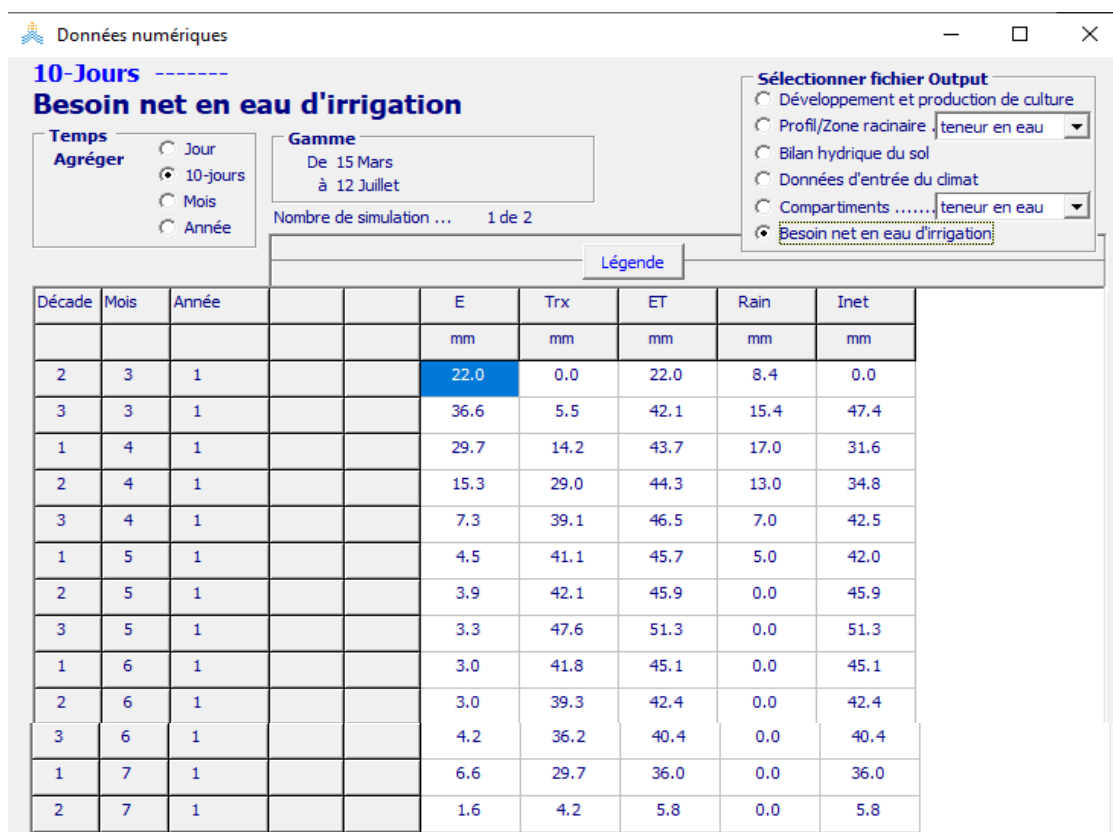 Données numériques
10-Jours -------
Besoin net en eau d'irrigation
Temps
Agréger
Jour
10-jours
Mois
Année
Gamme
De 15 Mars
à 12 Juillet
Nombre de simulation ... 1 de 2
Sélectionner fichier Output
Développement et production de culture
Profil/Zone racinaire . teneur en eau
Bilan hydrique du sol
Données d'entrée du climat
Compartiments ....... teneur en eau
Besoin net en eau d'irrigation
Légende
Décade Mois Année E Trx ET Rain Inet
mm mm mm mm mm
2 3 1 22.0 0.0 22.0 8.4 0.0
3 3 1 36.6 5.5 42.1 15.4 47.4
1 4 1 29.7 14.2 43.7 17.0 31.6
2 4 1 15.3 29.0 44.3 13.0 34.8
3 4 1 7.3 39.1 46.5 7.0 42.5
1 5 1 4.5 41.1 45.7 5.0 42.0
2 5 1 3.9 42.1 45.9 0.0 45.9
3 5 1 3.3 47.6 51.3 0.0 51.3
1 6 1 3.0 41.8 45.1 0.0 45.1
2 6 1 3.0 39.3 42.4 0.0 42.4
3 6 1 4.2 36.2 40.4 0.0 40.4
1 7 1 6.6 29.7 36.0 0.0 36.0
2 7 1 1.6 4.2 5.8 0.0 5.8